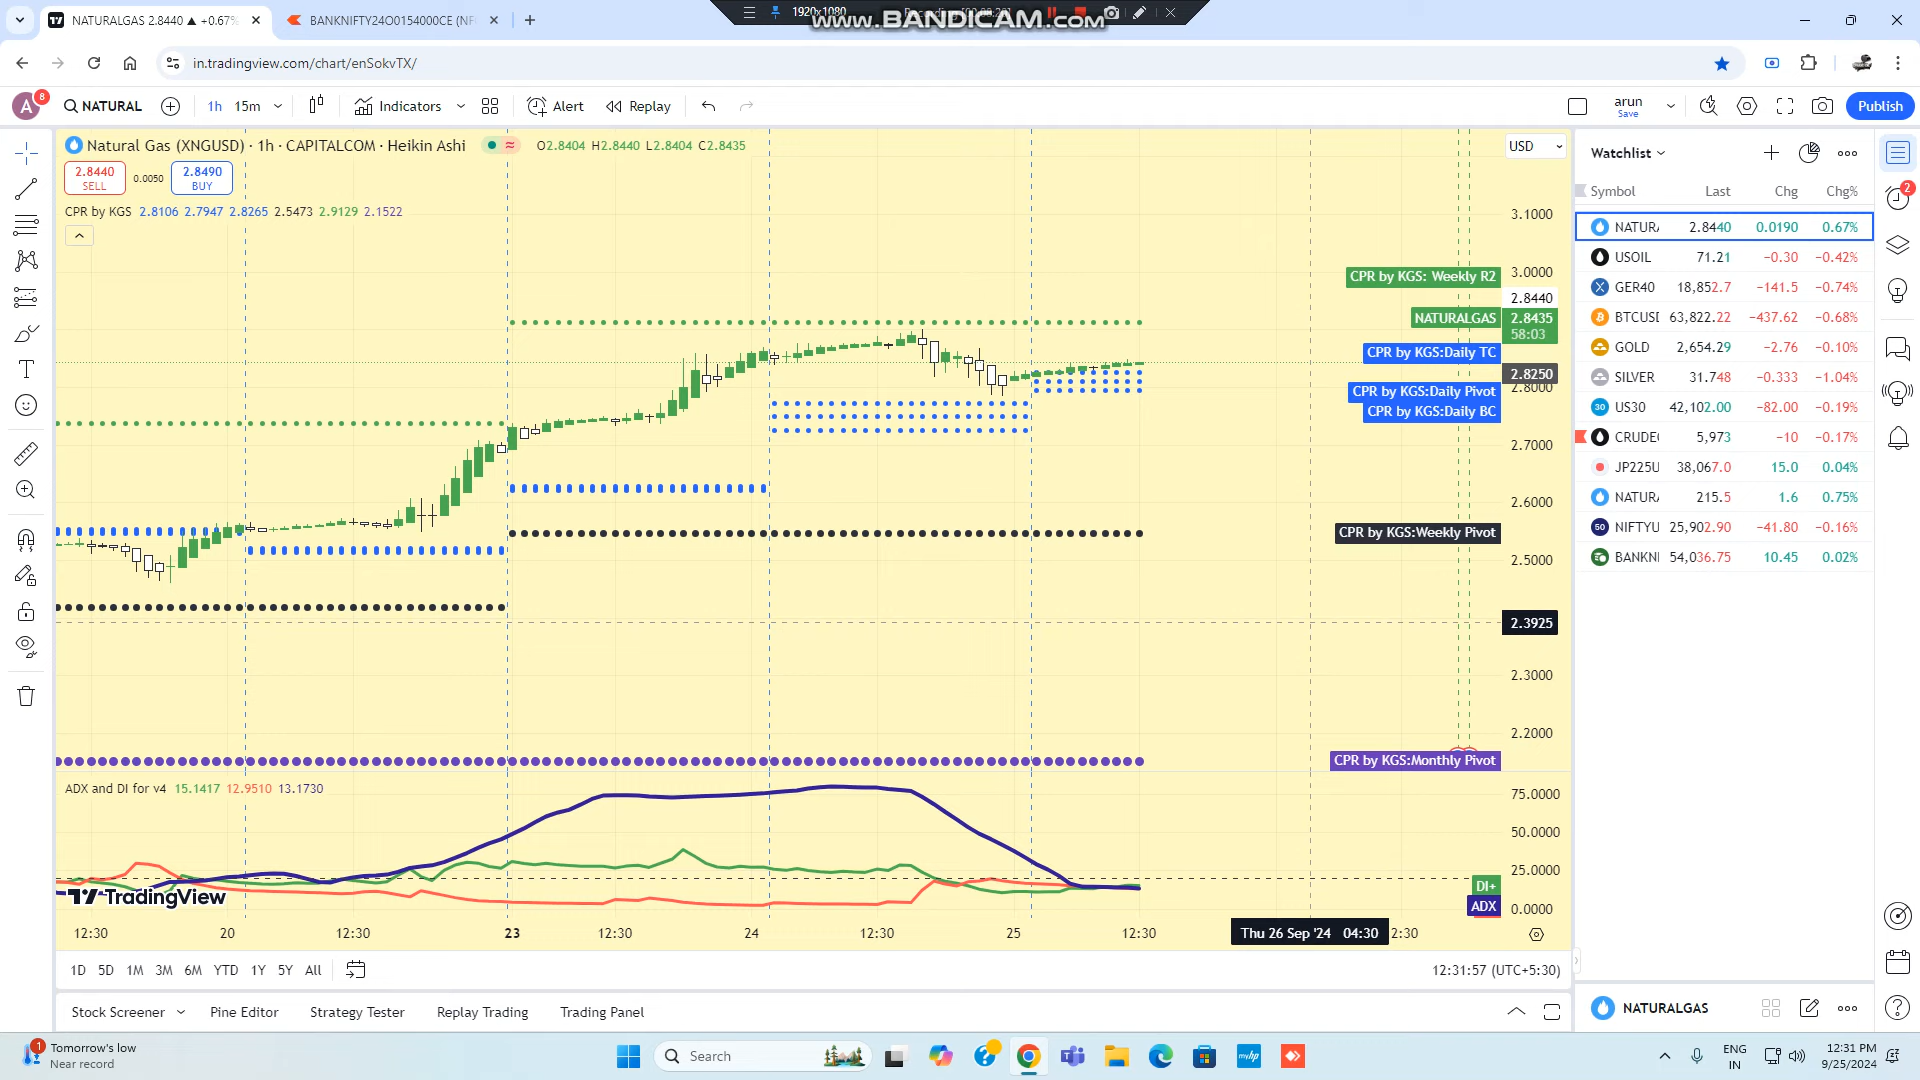 NATURALGAS 2.8440 ▲ +0.67%
BANKNIFTY24O0154000CE (NF
1920x1080
www.BANDICAM.com
in.tradingview.com/chart/enSokvTX/
A
8
NATURAL
1h
15m
Indicators
Alert
Replay
arun
Save
Publish
Natural Gas (XNGUSD) · 1h · CAPITALCOM · Heikin Ashi
O2.8404 H2.8440 L2.8404 C2.8435
USD
2.8440
SELL
0.0050
2.8490
BUY
CPR by KGS 2.8106 2.7947 2.8265 2.5473 2.9129 2.1522
3.1000
3.0000
CPR by KGS: Weekly R2
2.8440
NATURALGAS
2.8435
58:03
CPR by KGS:Daily TC
2.8250
2.8000
CPR by KGS:Daily Pivot
CPR by KGS:Daily BC
2.7000
2.6000
CPR by KGS:Weekly Pivot
2.5000
2.3925
2.3000
2.2000
CPR by KGS:Monthly Pivot
ADX and DI for v4 15.1417 12.9510 13.1730
75.0000
50.0000
25.0000
DI+
ADX
0.0000
TradingView
12:30
20
12:30
23
12:30
24
12:30
25
12:30
Thu 26 Sep '24 04:30
2:30
1D
5D
1M
3M
6M
YTD
1Y
5Y
All
12:31:57 (UTC+5:30)
Stock Screener
Pine Editor
Strategy Tester
Replay Trading
Trading Panel
Watchlist
Symbol Last Chg Chg%
NATUR 2.8440 0.0190 0.67%
USOIL 71.21 −0.30 −0.42%
GER40 18,852.7 −141.5 −0.74%
BTCUSD 63,822.22 −437.62 −0.68%
GOLD 2,654.29 −2.76 −0.10%
SILVER 31.748 −0.333 −1.04%
30 US30 42,102.00 −82.00 −0.19%
CRUDE 5,973 −10 −0.17%
JP225U 38,067.0 15.0 0.04%
NATUR 215.5 1.6 0.75%
50 NIFTYU 25,902.90 −41.80 −0.16%
BANKNI 54,036.75 10.45 0.02%
2
NATURALGAS
1
Tomorrow's low
Near record
Search
myhp
ENG
IN
12:31 PM
9/25/2024